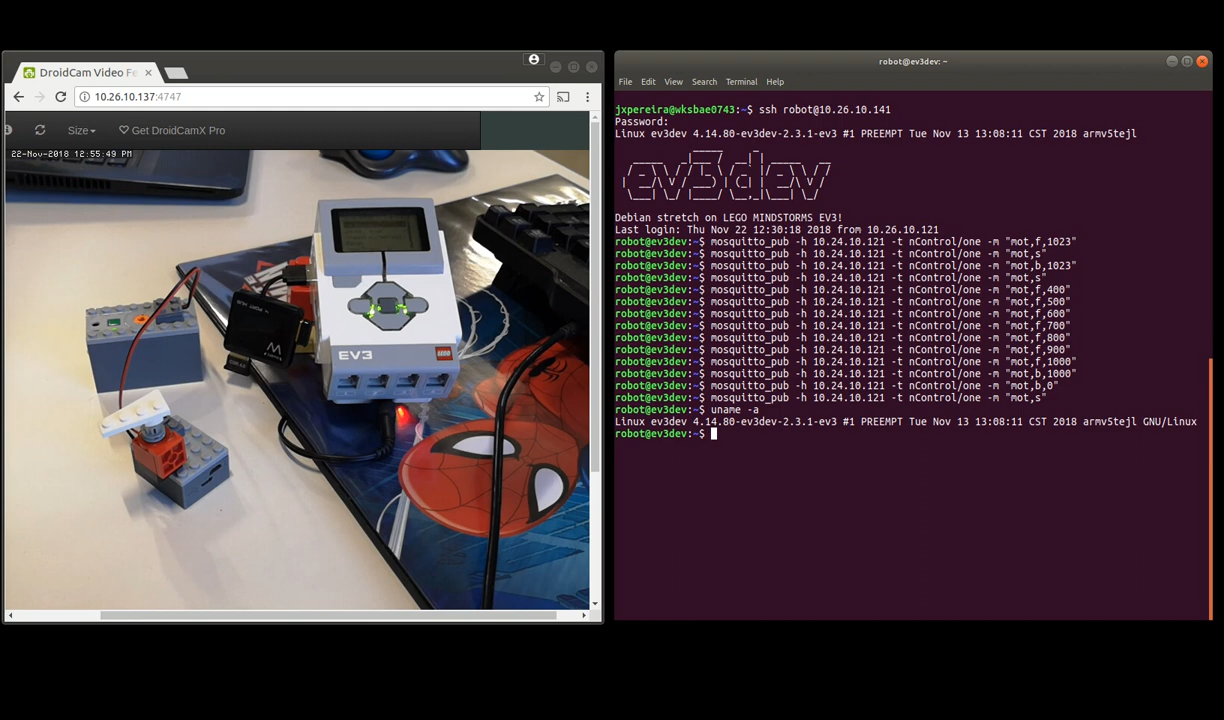 DroidCam Video Fe
10.26.10.137:4747
Size
Get DroidCamX Pro
22-Nov-2018 12:55:49 PM
EV3
LEGO
robot@ev3dev: ~
File Edit View Search Terminal Help
jxpereira@wksbae0743:~$ ssh robot@10.26.10.141
Password:
Linux ev3dev 4.14.80-ev3dev-2.3.1-ev3 #1 PREEMPT Tue Nov 13 13:08:11 CST 2018 armv5tejl
ev3dev
Debian stretch on LEGO MINDSTORMS EV3!
Last login: Thu Nov 22 12:30:18 2018 from 10.26.10.121
robot@ev3dev:~$ mosquitto_pub -h 10.24.10.121 -t nControl/one -m "mot,f,1023"
robot@ev3dev:~$ mosquitto_pub -h 10.24.10.121 -t nControl/one -m "mot,s"
robot@ev3dev:~$ mosquitto_pub -h 10.24.10.121 -t nControl/one -m "mot,b,1023"
robot@ev3dev:~$ mosquitto_pub -h 10.24.10.121 -t nControl/one -m "mot,s"
robot@ev3dev:~$ mosquitto_pub -h 10.24.10.121 -t nControl/one -m "mot,f,400"
robot@ev3dev:~$ mosquitto_pub -h 10.24.10.121 -t nControl/one -m "mot,f,500"
robot@ev3dev:~$ mosquitto_pub -h 10.24.10.121 -t nControl/one -m "mot,f,600"
robot@ev3dev:~$ mosquitto_pub -h 10.24.10.121 -t nControl/one -m "mot,f,700"
robot@ev3dev:~$ mosquitto_pub -h 10.24.10.121 -t nControl/one -m "mot,f,800"
robot@ev3dev:~$ mosquitto_pub -h 10.24.10.121 -t nControl/one -m "mot,f,900"
robot@ev3dev:~$ mosquitto_pub -h 10.24.10.121 -t nControl/one -m "mot,f,1000"
robot@ev3dev:~$ mosquitto_pub -h 10.24.10.121 -t nControl/one -m "mot,b,1000"
robot@ev3dev:~$ mosquitto_pub -h 10.24.10.121 -t nControl/one -m "mot,b,0"
robot@ev3dev:~$ mosquitto_pub -h 10.24.10.121 -t nControl/one -m "mot,s"
robot@ev3dev:~$ uname -a
Linux ev3dev 4.14.80-ev3dev-2.3.1-ev3 #1 PREEMPT Tue Nov 13 13:08:11 CST 2018 armv5tejl GNU/Linux
robot@ev3dev:~$